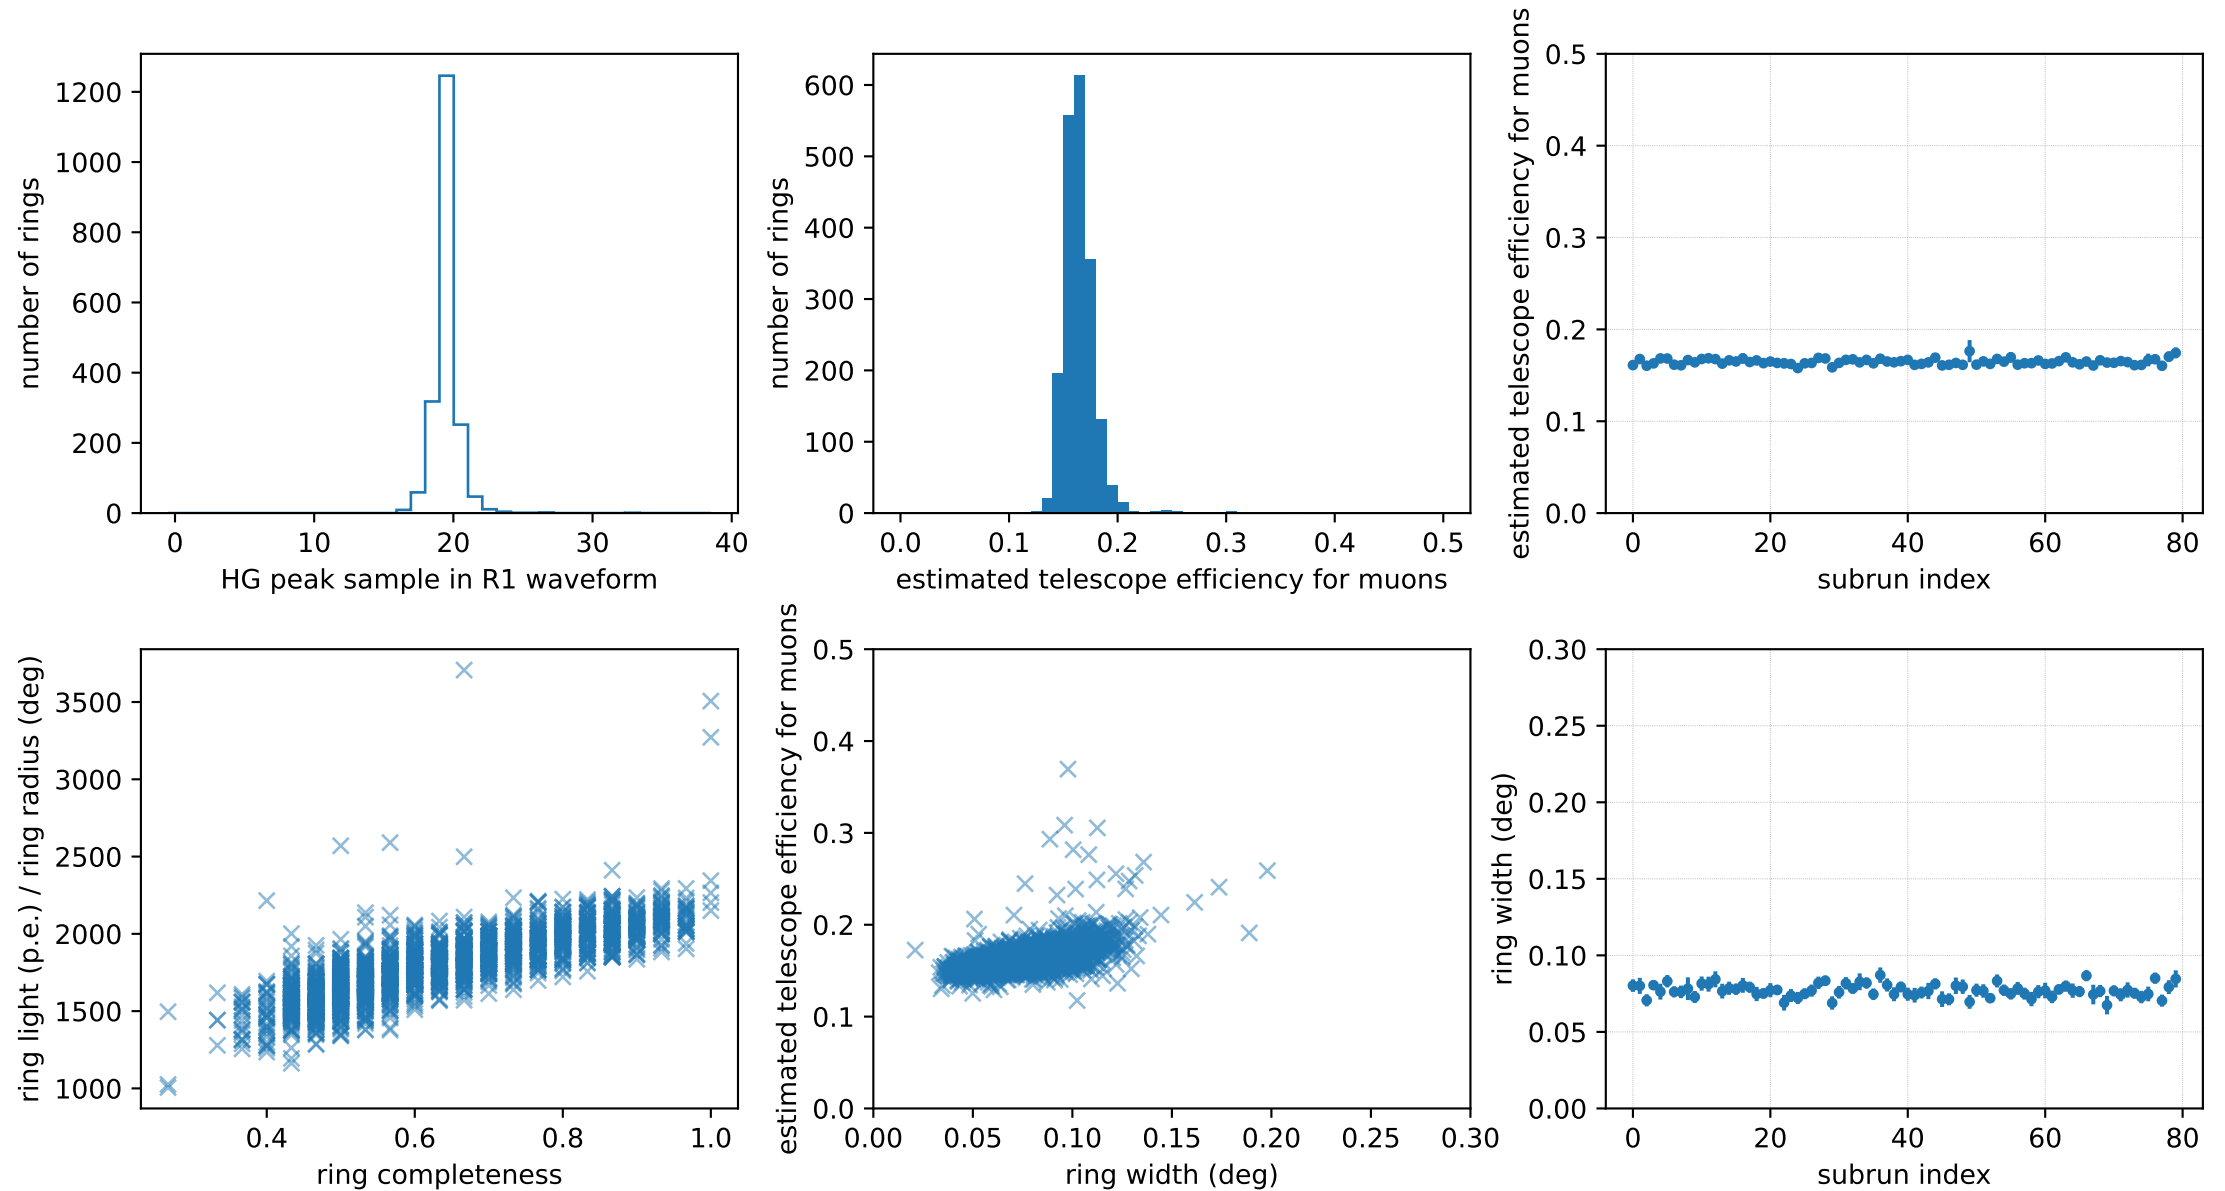 number of rings
1200
1000
800
600
400
200
0
0 10 20 30 40
HG peak sample in R1 waveform
number of rings
600
500
400
300
200
100
0
0.0 0.1 0.2 0.3 0.4 0.5
estimated telescope efficiency for muons
estimated telescope efficiency for muons
0.5
0.4
0.3
0.2
0.1
0.0
0 20 40 60 80
subrun index
ring light (p.e.) / ring radius (deg)
3500
3000
2500
2000
1500
1000
0.4 0.6 0.8 1.0
ring completeness
estimated telescope efficiency for muons
0.5
0.4
0.3
0.2
0.1
0.0
0.00 0.05 0.10 0.15 0.20 0.25 0.30
ring width (deg)
ring width (deg)
0.30
0.25
0.20
0.15
0.10
0.05
0.00
0 20 40 60 80
subrun index